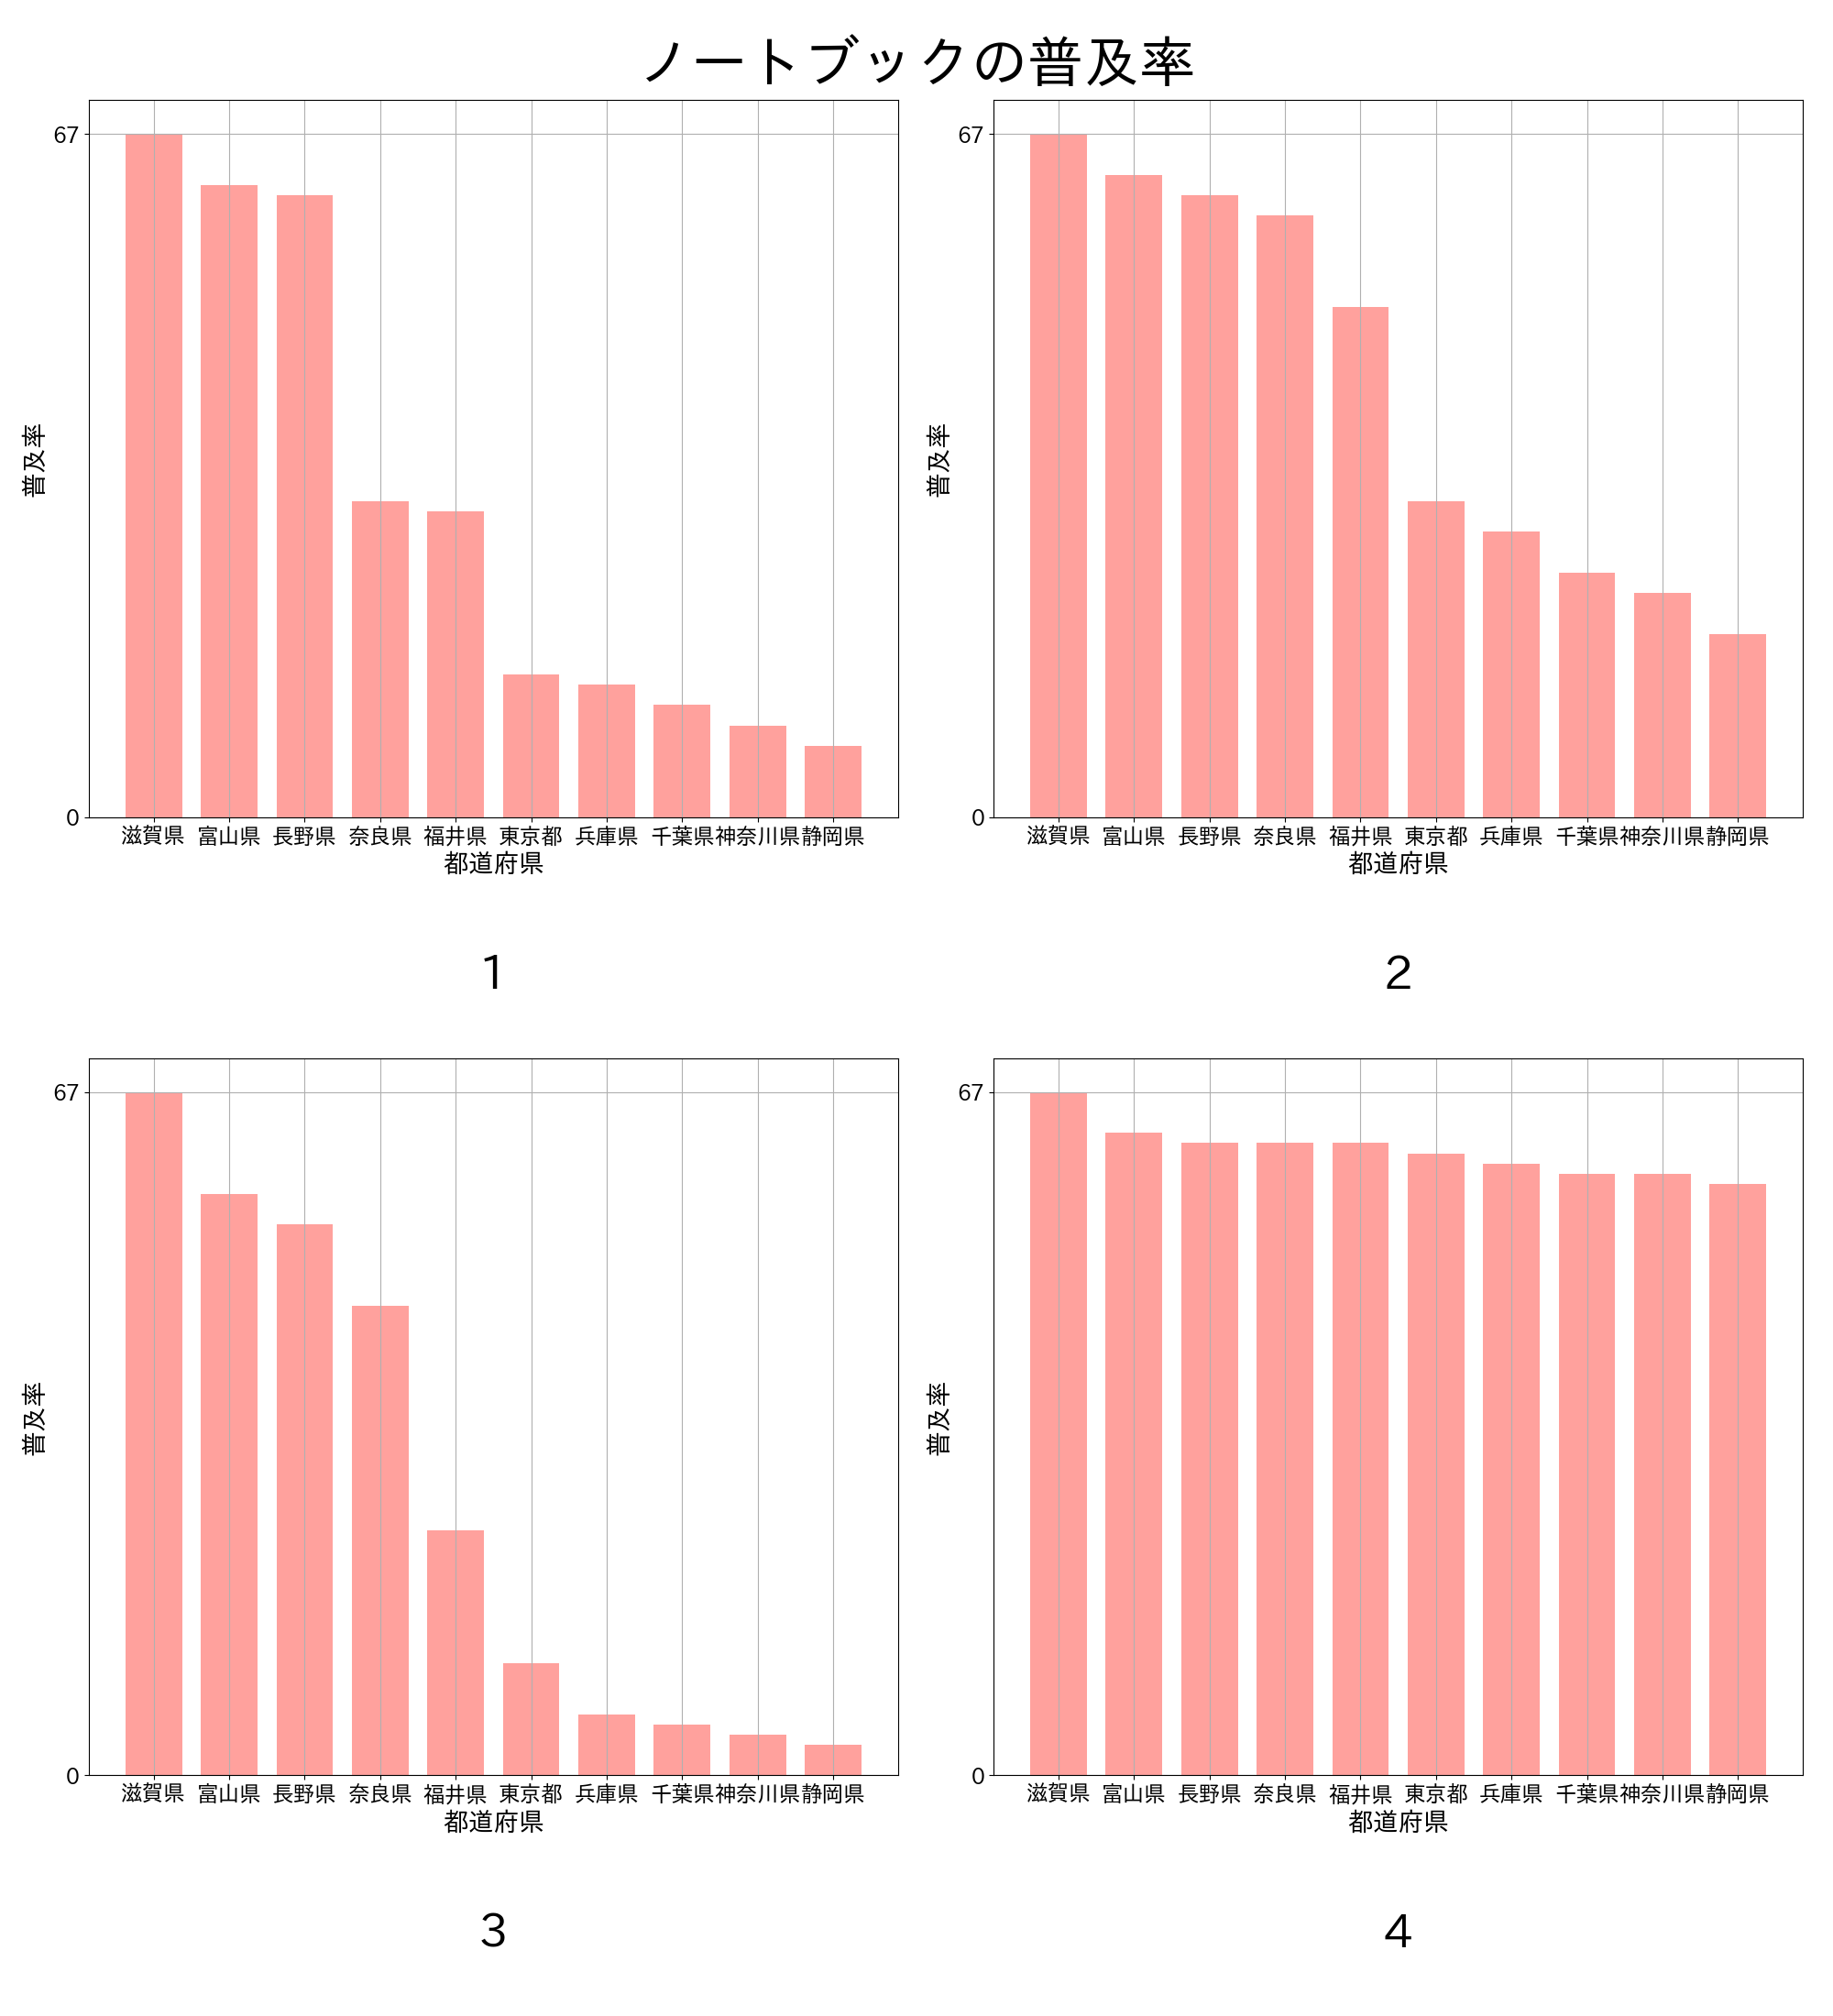 ノートブックの普及率
67
0
普及率
滋賀県 富山県 長野県 奈良県 福井県 東京都 兵庫県 千葉県 神奈川県 静岡県
都道府県
1
67
0
普及率
滋賀県 富山県 長野県 奈良県 福井県 東京都 兵庫県 千葉県 神奈川県 静岡県
都道府県
2
67
0
普及率
滋賀県 富山県 長野県 奈良県 福井県 東京都 兵庫県 千葉県 神奈川県 静岡県
都道府県
3
67
0
普及率
滋賀県 富山県 長野県 奈良県 福井県 東京都 兵庫県 千葉県 神奈川県 静岡県
都道府県
4